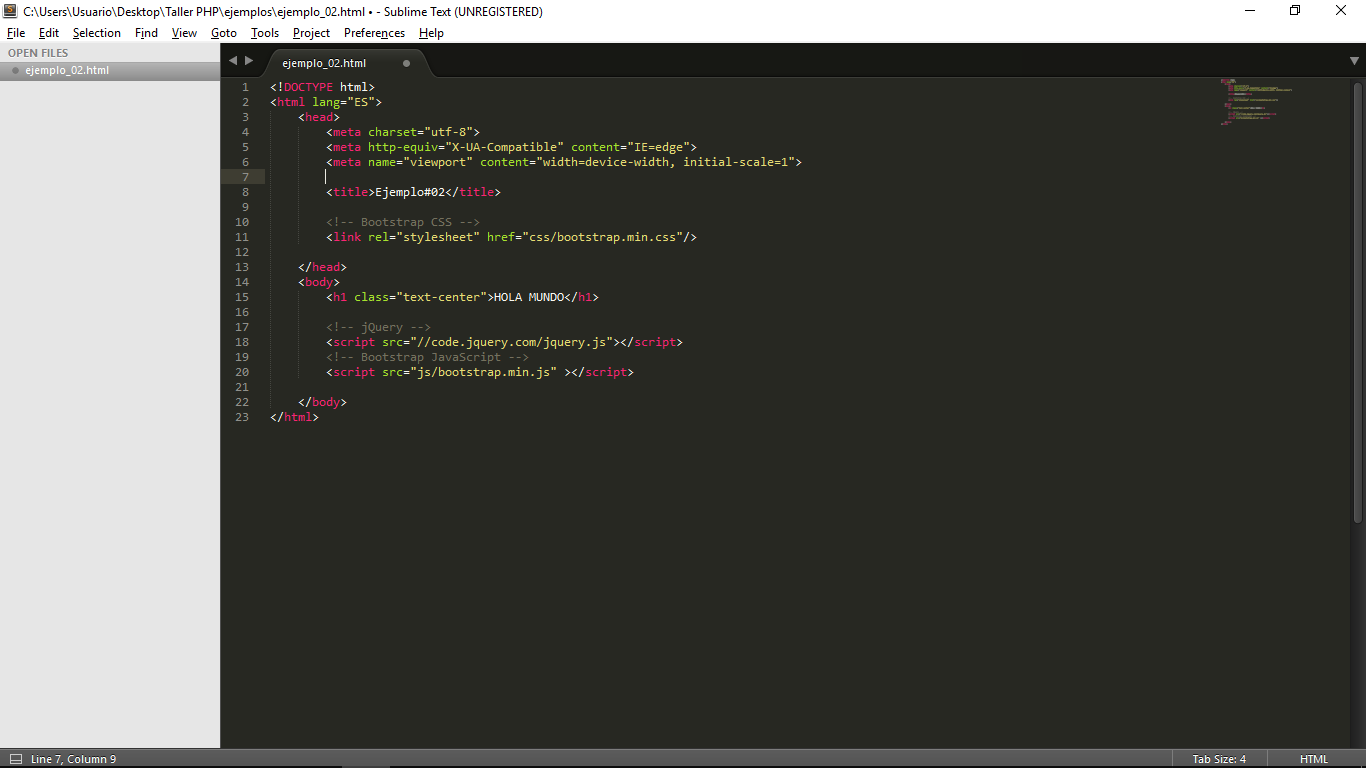 C:\Users\Usuario\Desktop\Taller PHP\ejemplos\ejemplo_02.html • - Sublime Text (UNREGISTERED)
File Edit Selection Find View Goto Tools Project Preferences Help
OPEN FILES
ejemplo_02.html
ejemplo_02.html
1 <!DOCTYPE html>
2 <html lang="ES">
3 <head>
4 <meta charset="utf-8">
5 <meta http-equiv="X-UA-Compatible" content="IE=edge">
6 <meta name="viewport" content="width=device-width, initial-scale=1">
7
8 <title>Ejemplo#02</title>
9
10 <!-- Bootstrap CSS -->
11 <link rel="stylesheet" href="css/bootstrap.min.css"/>
12
13 </head>
14 <body>
15 <h1 class="text-center">HOLA MUNDO</h1>
16
17 <!-- jQuery -->
18 <script src="//code.jquery.com/jquery.js"></script>
19 <!-- Bootstrap JavaScript -->
20 <script src="js/bootstrap.min.js" ></script>
21
22 </body>
23 </html>
Line 7, Column 9 Tab Size: 4 HTML